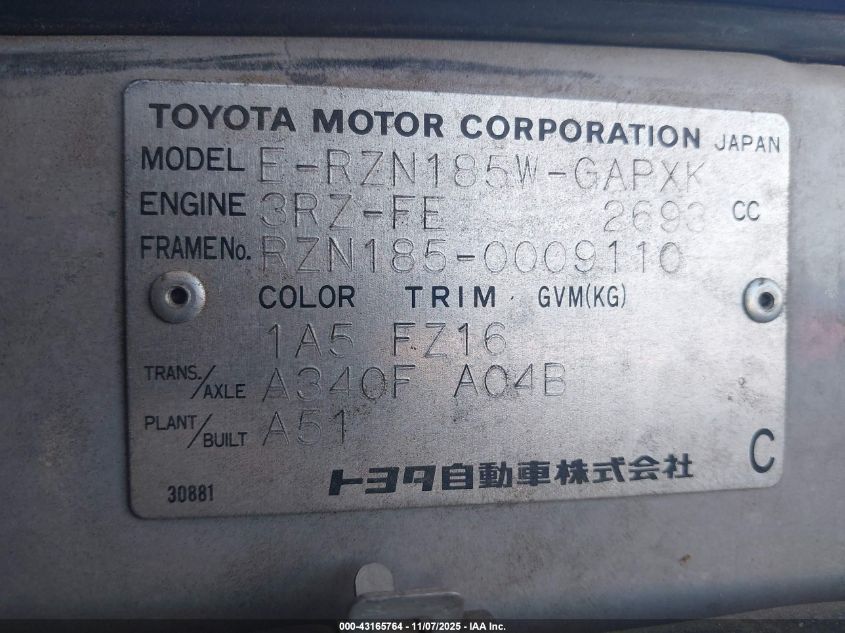 TOYOTA MOTOR CORPORATION JAPAN
MODEL E-RZN185W-GAPXK
ENGINE 3RZ-FE 2693 CC
FRAME No. RZN185-0009110
COLOR TRIM GVM(KG)
1A5 FZ16
TRANS./AXLE A340F A04B
PLANT/BUILT A51
C
30881 トヨタ自動車株式会社
000-43165764 - 11/07/2025 - IAA Inc.